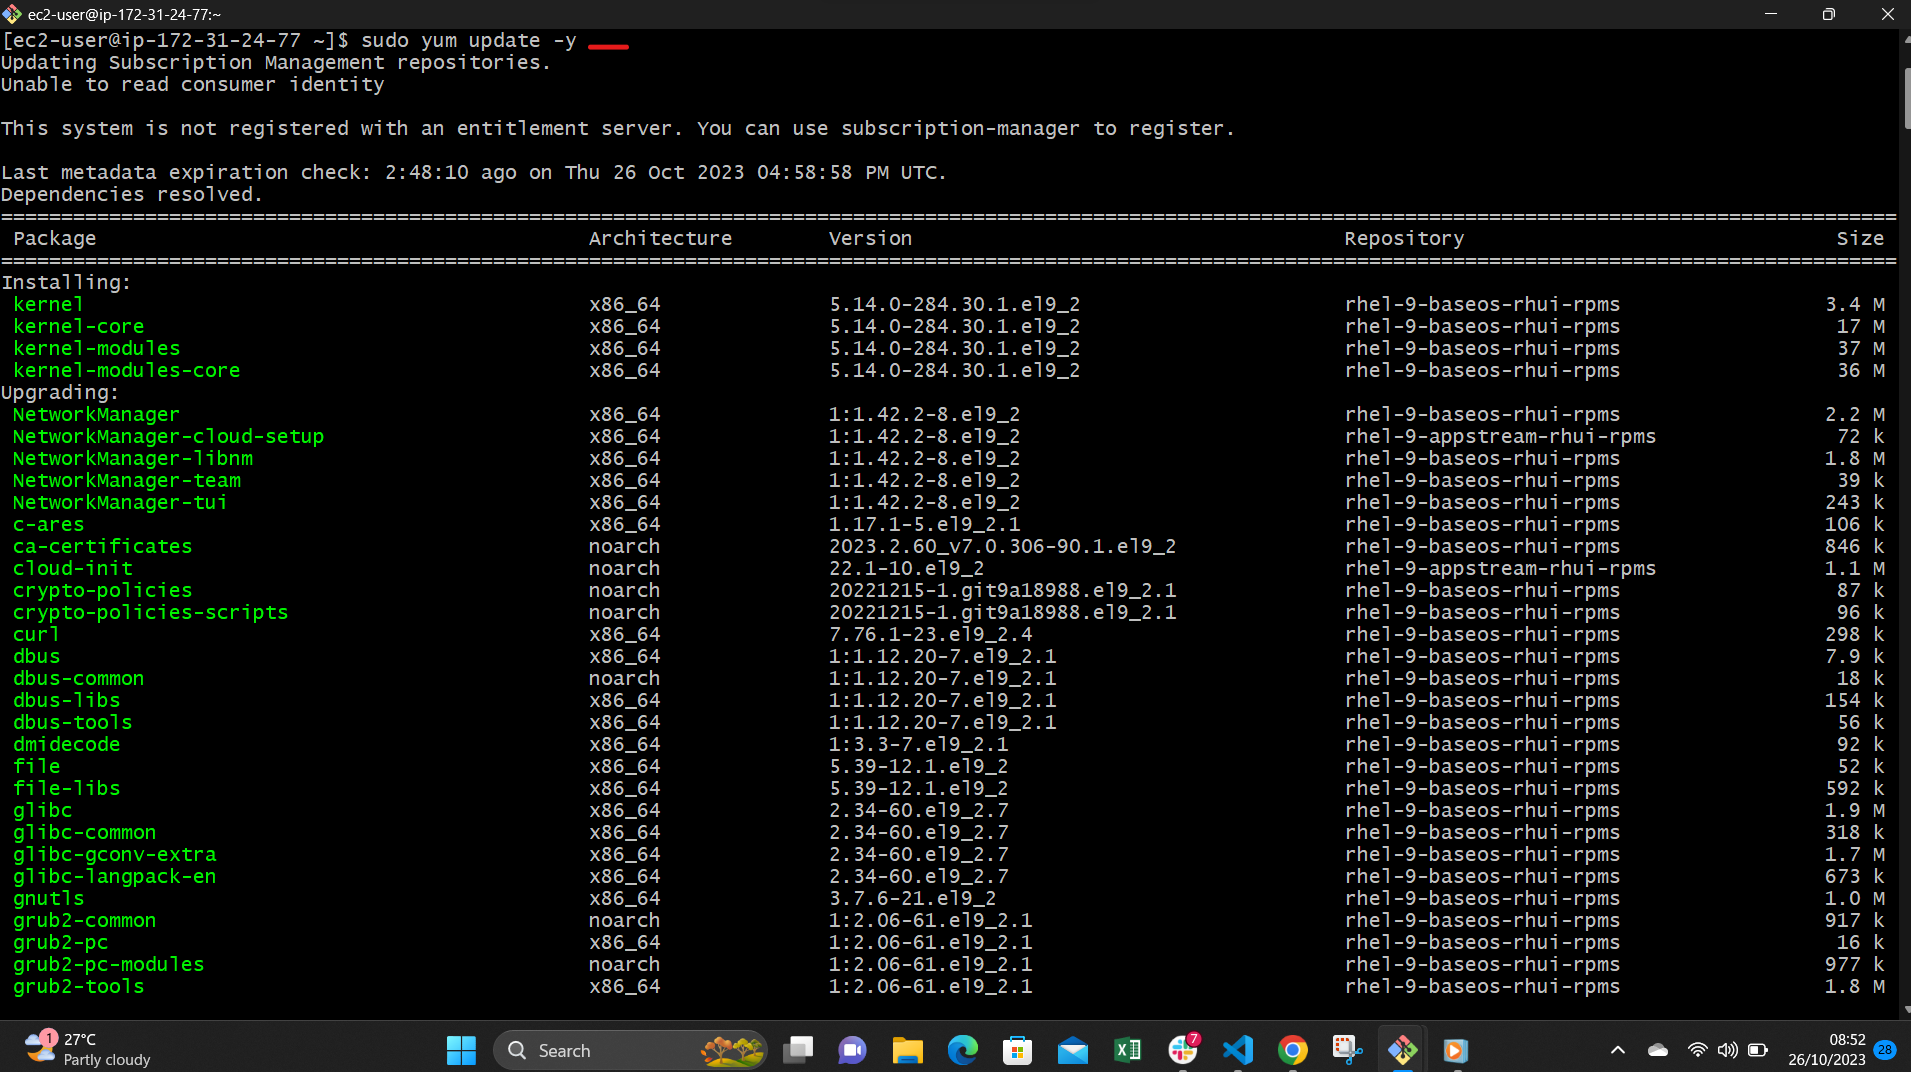 ec2-user@ip-172-31-24-77:~
[ec2-user@ip-172-31-24-77 ~]$ sudo yum update -y
Updating Subscription Management repositories.
Unable to read consumer identity
This system is not registered with an entitlement server. You can use subscription-manager to register.
Last metadata expiration check: 2:48:10 ago on Thu 26 Oct 2023 04:58:58 PM UTC.
Dependencies resolved.
Package Architecture Version Repository Size
Installing:
kernel x86_64 5.14.0-284.30.1.el9_2 rhel-9-baseos-rhui-rpms 3.4 M
kernel-core x86_64 5.14.0-284.30.1.el9_2 rhel-9-baseos-rhui-rpms 17 M
kernel-modules x86_64 5.14.0-284.30.1.el9_2 rhel-9-baseos-rhui-rpms 37 M
kernel-modules-core x86_64 5.14.0-284.30.1.el9_2 rhel-9-baseos-rhui-rpms 36 M
Upgrading:
NetworkManager x86_64 1:1.42.2-8.el9_2 rhel-9-baseos-rhui-rpms 2.2 M
NetworkManager-cloud-setup x86_64 1:1.42.2-8.el9_2 rhel-9-appstream-rhui-rpms 72 k
NetworkManager-libnm x86_64 1:1.42.2-8.el9_2 rhel-9-baseos-rhui-rpms 1.8 M
NetworkManager-team x86_64 1:1.42.2-8.el9_2 rhel-9-baseos-rhui-rpms 39 k
NetworkManager-tui x86_64 1:1.42.2-8.el9_2 rhel-9-baseos-rhui-rpms 243 k
c-ares x86_64 1.17.1-5.el9_2.1 rhel-9-baseos-rhui-rpms 106 k
ca-certificates noarch 2023.2.60_v7.0.306-90.1.el9_2 rhel-9-baseos-rhui-rpms 846 k
cloud-init noarch 22.1-10.el9_2 rhel-9-appstream-rhui-rpms 1.1 M
crypto-policies noarch 20221215-1.git9a18988.el9_2.1 rhel-9-baseos-rhui-rpms 87 k
crypto-policies-scripts noarch 20221215-1.git9a18988.el9_2.1 rhel-9-baseos-rhui-rpms 96 k
curl x86_64 7.76.1-23.el9_2.4 rhel-9-baseos-rhui-rpms 298 k
dbus x86_64 1:1.12.20-7.el9_2.1 rhel-9-baseos-rhui-rpms 7.9 k
dbus-common noarch 1:1.12.20-7.el9_2.1 rhel-9-baseos-rhui-rpms 18 k
dbus-libs x86_64 1:1.12.20-7.el9_2.1 rhel-9-baseos-rhui-rpms 154 k
dbus-tools x86_64 1:1.12.20-7.el9_2.1 rhel-9-baseos-rhui-rpms 56 k
dmidecode x86_64 1:3.3-7.el9_2.1 rhel-9-baseos-rhui-rpms 92 k
file x86_64 5.39-12.1.el9_2 rhel-9-baseos-rhui-rpms 52 k
file-libs x86_64 5.39-12.1.el9_2 rhel-9-baseos-rhui-rpms 592 k
glibc x86_64 2.34-60.el9_2.7 rhel-9-baseos-rhui-rpms 1.9 M
glibc-common x86_64 2.34-60.el9_2.7 rhel-9-baseos-rhui-rpms 318 k
glibc-gconv-extra x86_64 2.34-60.el9_2.7 rhel-9-baseos-rhui-rpms 1.7 M
glibc-langpack-en x86_64 2.34-60.el9_2.7 rhel-9-baseos-rhui-rpms 673 k
gnutls x86_64 3.7.6-21.el9_2 rhel-9-baseos-rhui-rpms 1.0 M
grub2-common noarch 1:2.06-61.el9_2.1 rhel-9-baseos-rhui-rpms 917 k
grub2-pc x86_64 1:2.06-61.el9_2.1 rhel-9-baseos-rhui-rpms 16 k
grub2-pc-modules noarch 1:2.06-61.el9_2.1 rhel-9-baseos-rhui-rpms 977 k
grub2-tools x86_64 1:2.06-61.el9_2.1 rhel-9-baseos-rhui-rpms 1.8 M
1 27°C
Partly cloudy
Search
7
08:52
26/10/2023
28